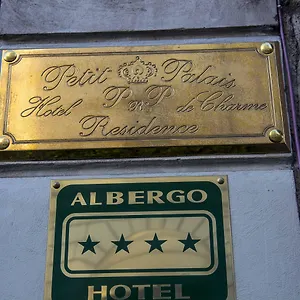 Petit Palais
Hotel P P de Charme
Residence
ALBERGO
HOTEL